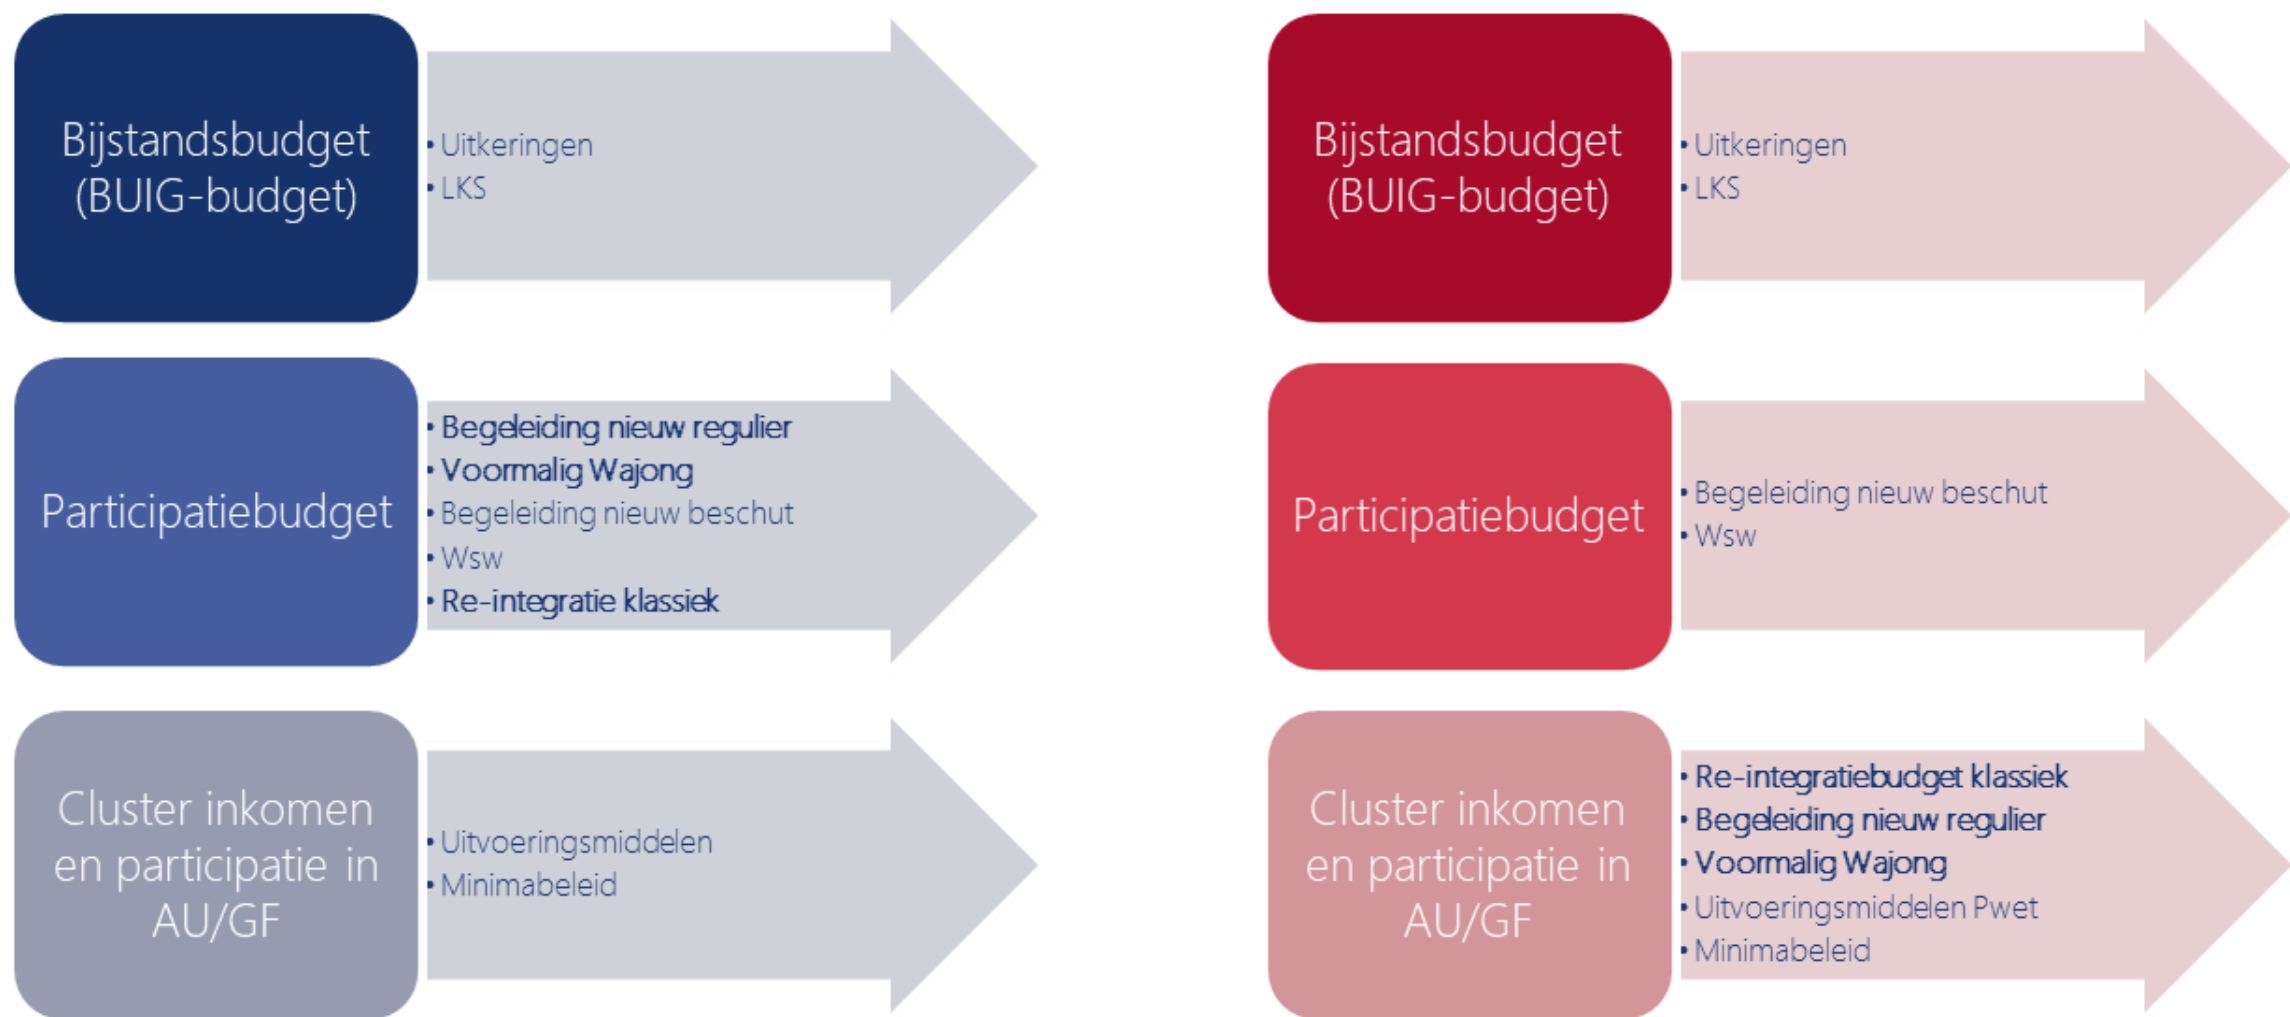 Bijstandsbudget
(BUIG-budget)
• Uitkeringen
• LKS
Participatiebudget
• Begeleiding nieuw regulier
• Voormalig Wajong
• Begeleiding nieuw beschut
• Wsw
• Re-integratie klassiek
Cluster inkomen
en participatie in
AU/GF
• Uitvoeringsmiddelen
• Minimabeleid
Bijstandsbudget
(BUIG-budget)
• Uitkeringen
• LKS
Participatiebudget
• Begeleiding nieuw beschut
• Wsw
Cluster inkomen
en participatie in
AU/GF
• Re-integratiebudget klassiek
• Begeleiding nieuw regulier
• Voormalig Wajong
• Uitvoeringsmiddelen Pwet
• Minimabeleid